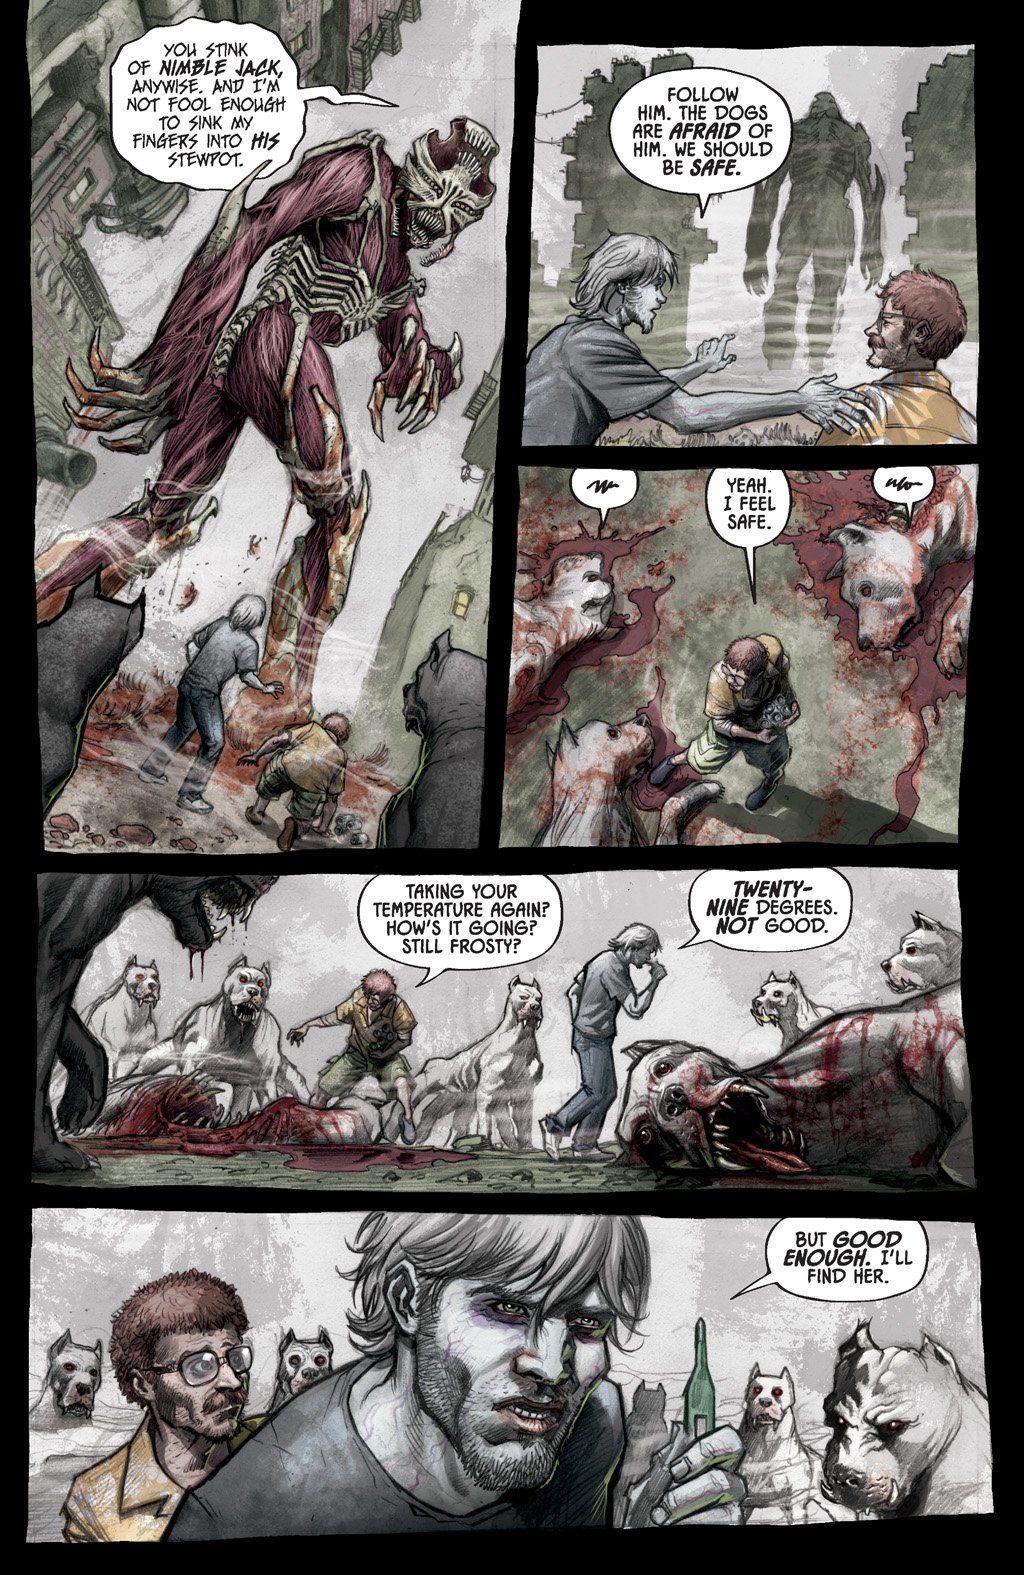 YOU STINK
OF NIMBLE JACK,
ANYWISE. AND I'M
NOT FOOL ENOUGH
TO SINK MY
FINGERS INTO HIS
STEWPOT.
FOLLOW
HIM. THE DOGS
ARE AFRAID OF
HIM. WE SHOULD
BE SAFE.
YEAH.
I FEEL
SAFE.
TAKING YOUR
TEMPERATURE AGAIN?
HOW'S IT GOING?
STILL FROSTY?
TWENTY-
NINE DEGREES.
NOT GOOD.
BUT GOOD
ENOUGH. I'LL
FIND HER.